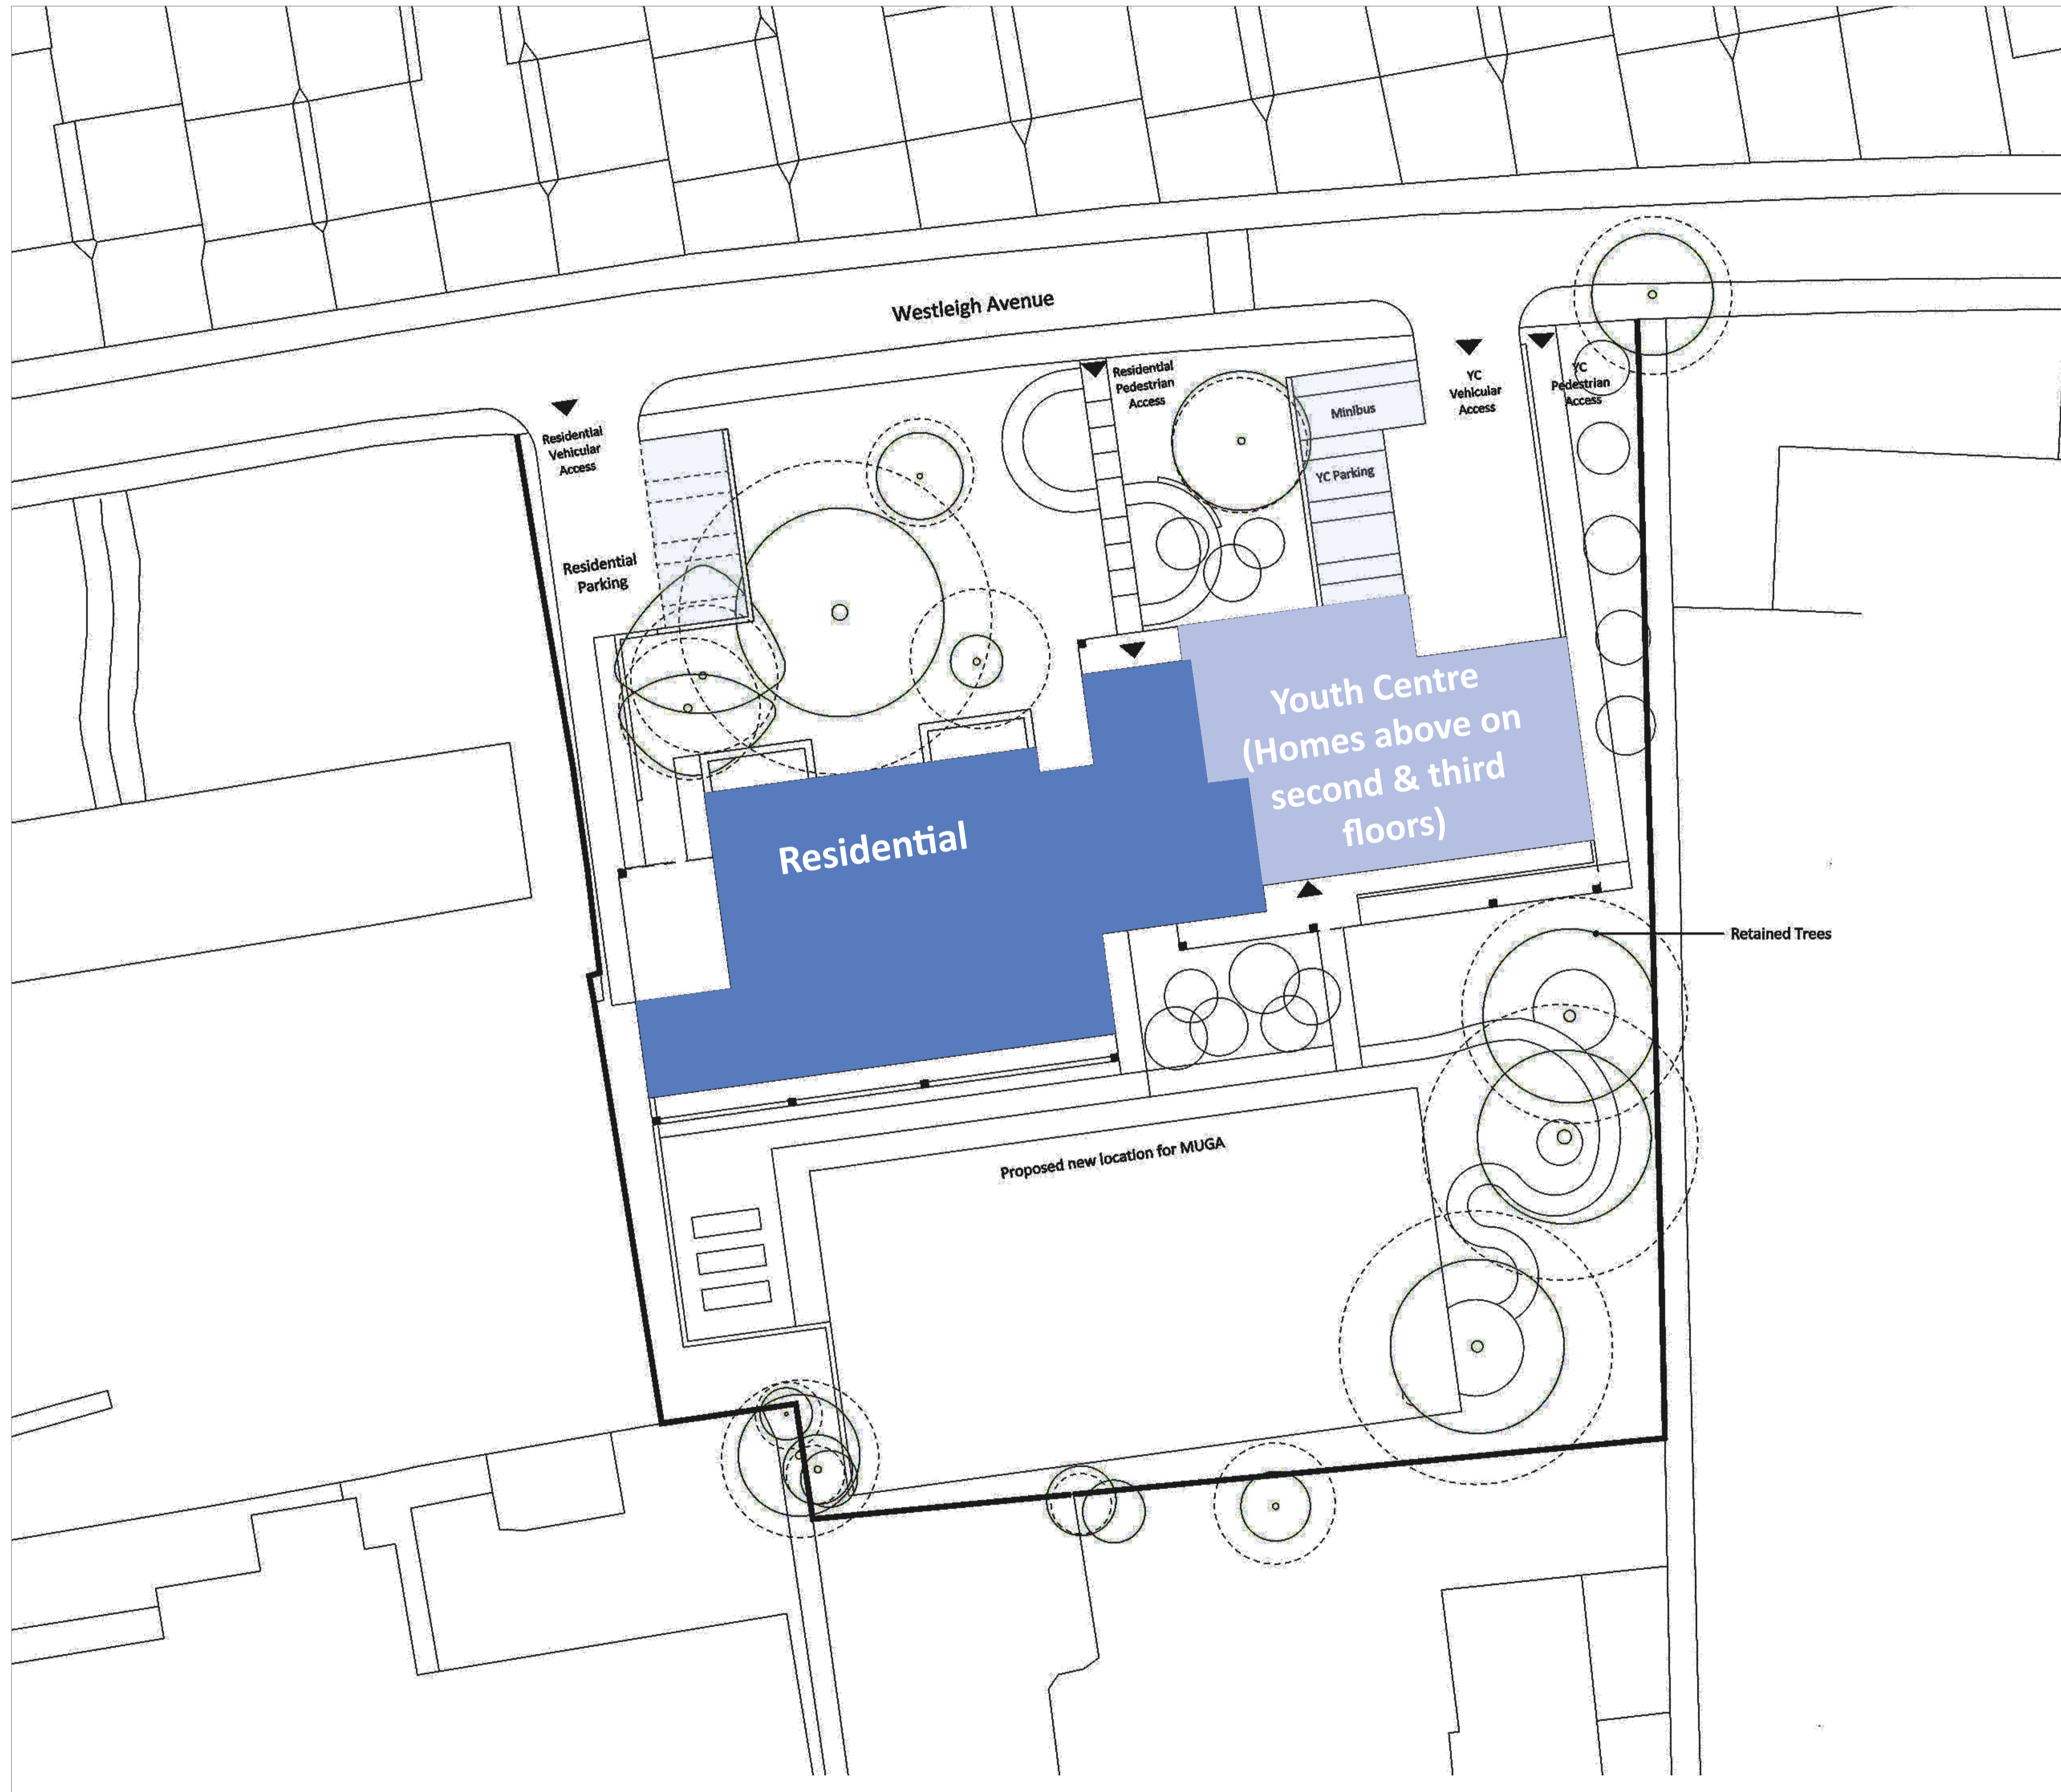 Westleigh Avenue
Residential
Vehicular
Access
Residential
Pedestrian
Access
Minibus
YC Parking
YC
Vehicular
Access
YC
Pedestrian
Access
Residential
Parking
Youth Centre
(Homes above on
second & third
floors)
Residential
Retained Trees
Proposed new location for MUGA